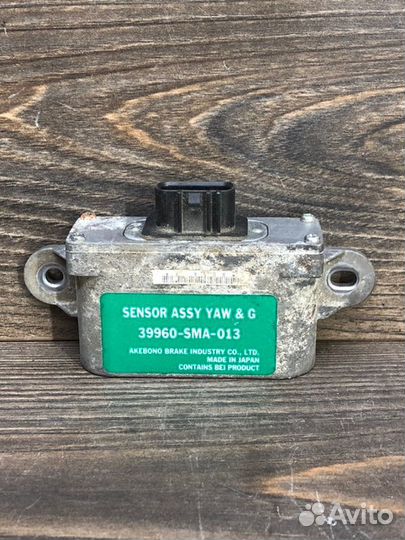 SENSOR ASSY YAW & G
39960-SMA-013
AKEBONO BRAKE INDUSTRY CO., LTD.
MADE IN JAPAN
CONTAINS BEI PRODUCT
Avito